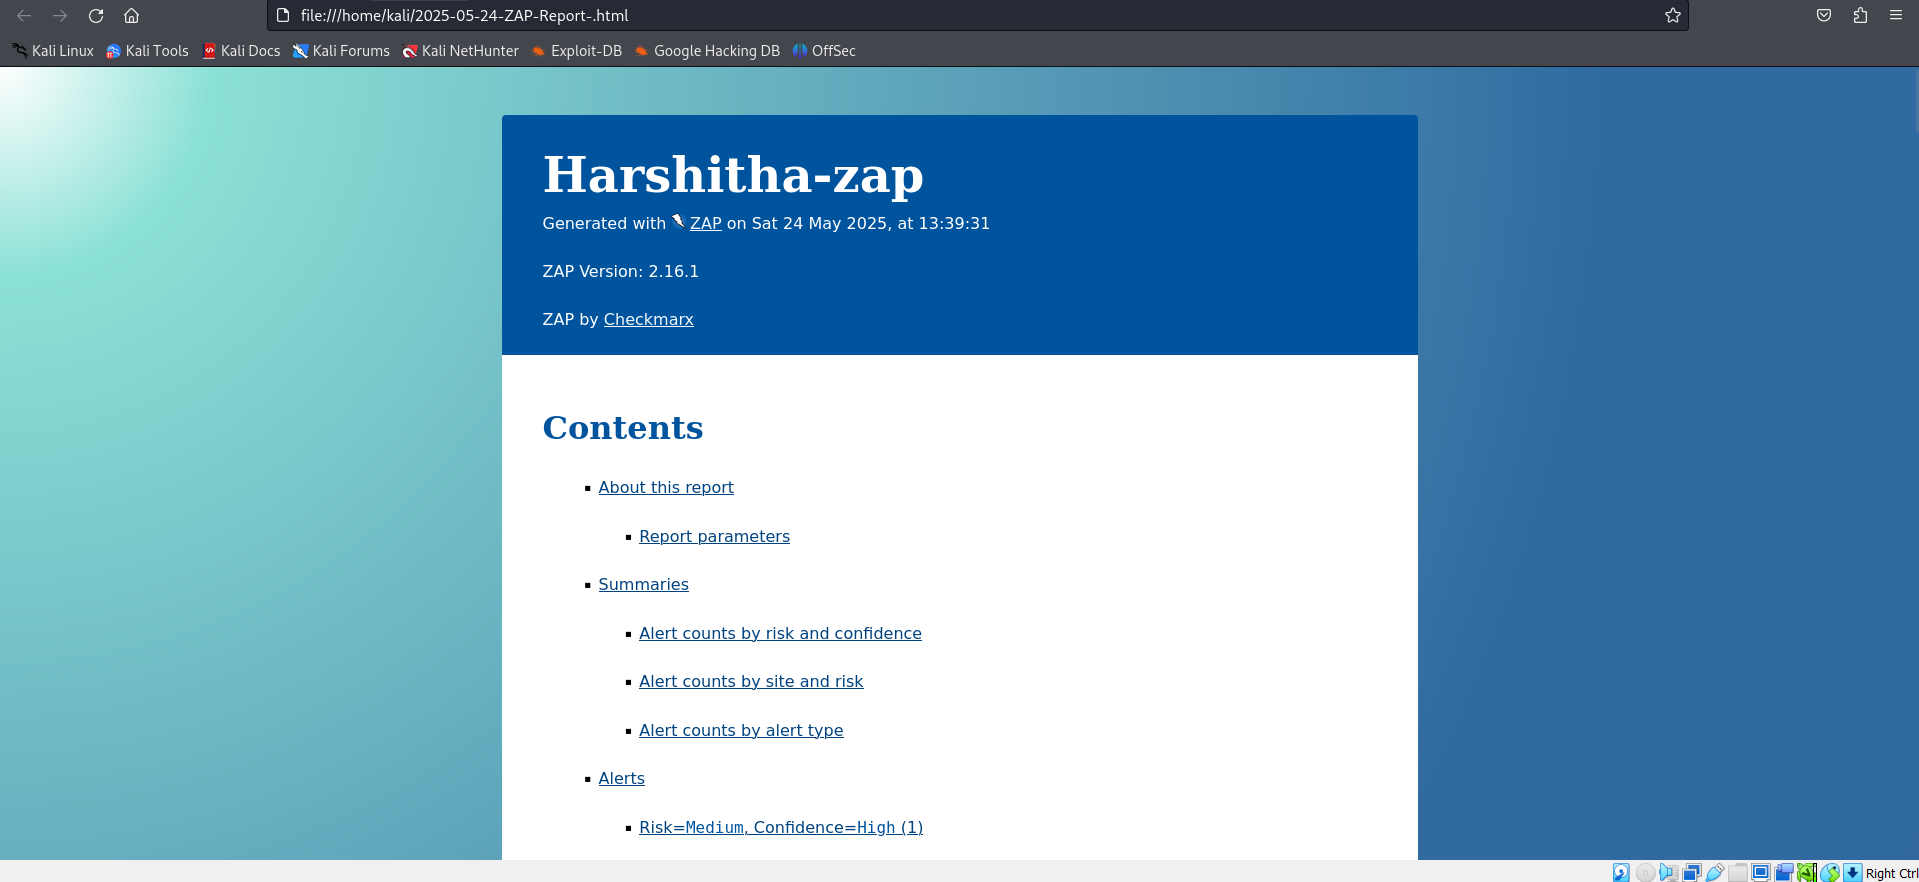 file:///home/kali/2025-05-24-ZAP-Report-.html
Kali Linux Kali Tools Kali Docs Kali Forums Kali NetHunter Exploit-DB Google Hacking DB OffSec
Harshitha-zap
Generated with ZAP on Sat 24 May 2025, at 13:39:31
ZAP Version: 2.16.1
ZAP by Checkmarx
Contents
About this report
Report parameters
Summaries
Alert counts by risk and confidence
Alert counts by site and risk
Alert counts by alert type
Alerts
Risk=Medium, Confidence=High (1)
Right Ctrl